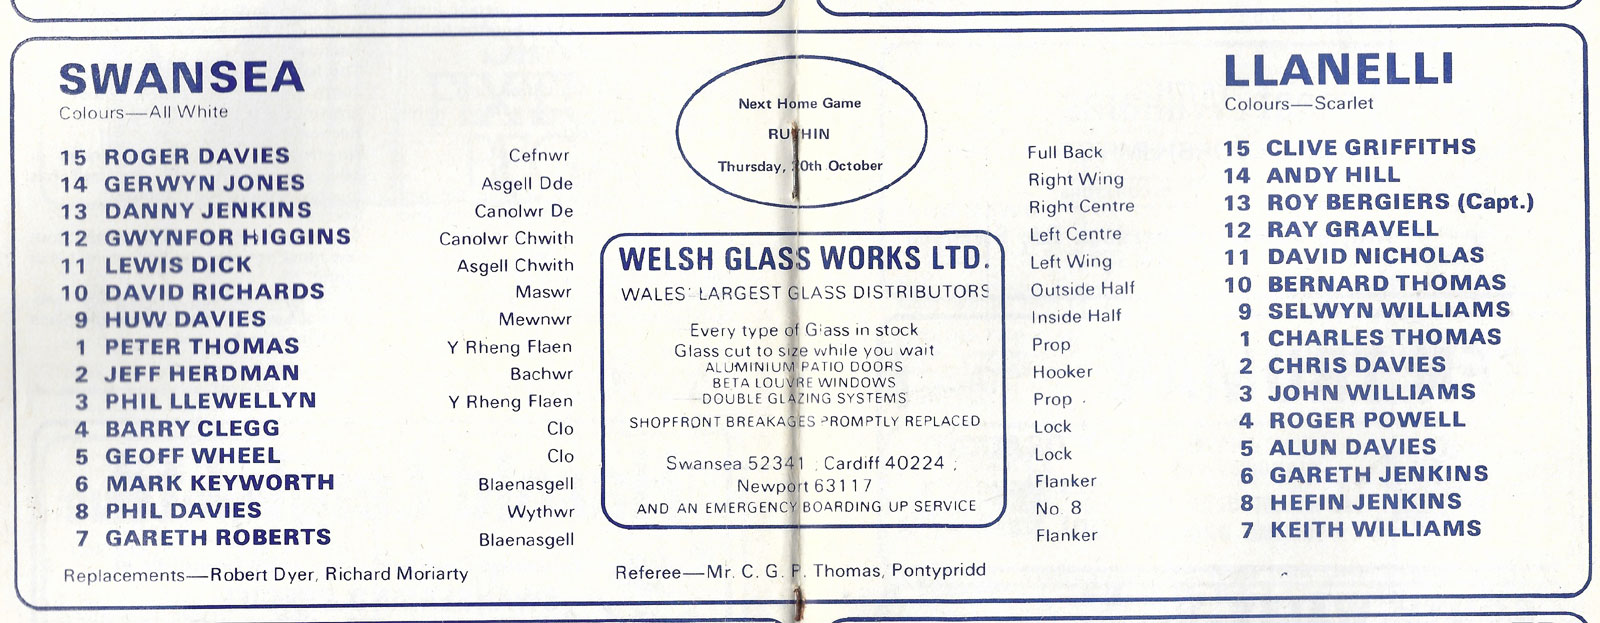 SWANSEA
Colours—All White
15 ROGER DAVIES Cefnwr
14 GERWYN JONES Asgell Dde
13 DANNY JENKINS Canolwr De
12 GWYNFOR HIGGINS Canolwr Chwith
11 LEWIS DICK Asgell Chwith
10 DAVID RICHARDS Maswr
9 HUW DAVIES Mewnwr
1 PETER THOMAS Y Rheng Flaen
2 JEFF HERDMAN Bachwr
3 PHIL LLEWELLYN Y Rheng Flaen
4 BARRY CLEGG Clo
5 GEOFF WHEEL Clo
6 MARK KEYWORTH Blaenasgell
8 PHIL DAVIES Wythwr
7 GARETH ROBERTS Blaenasgell
Replacements—Robert Dyer, Richard Moriarty
Next Home Game
RUTHIN
Thursday, 20th October
WELSH GLASS WORKS LTD.
WALES' LARGEST GLASS DISTRIBUTORS
Every type of Glass in stock
Glass cut to size while you wait
ALUMINIUM PATIO DOORS
BETA LOUVRE WINDOWS
DOUBLE GLAZING SYSTEMS
SHOPFRONT BREAKAGES PROMPTLY REPLACED
Swansea 52341 ; Cardiff 40224 ;
Newport 63117
AND AN EMERGENCY BOARDING UP SERVICE
Referee—Mr. C. G. P. Thomas, Pontypridd
LLANELLI
Colours—Scarlet
Full Back 15 CLIVE GRIFFITHS
Right Wing 14 ANDY HILL
Right Centre 13 ROY BERGIERS (Capt.)
Left Centre 12 RAY GRAVELL
Left Wing 11 DAVID NICHOLAS
Outside Half 10 BERNARD THOMAS
Inside Half 9 SELWYN WILLIAMS
Prop 1 CHARLES THOMAS
Hooker 2 CHRIS DAVIES
Prop 3 JOHN WILLIAMS
Lock 4 ROGER POWELL
Lock 5 ALUN DAVIES
Flanker 6 GARETH JENKINS
No. 8 8 HEFIN JENKINS
Flanker 7 KEITH WILLIAMS